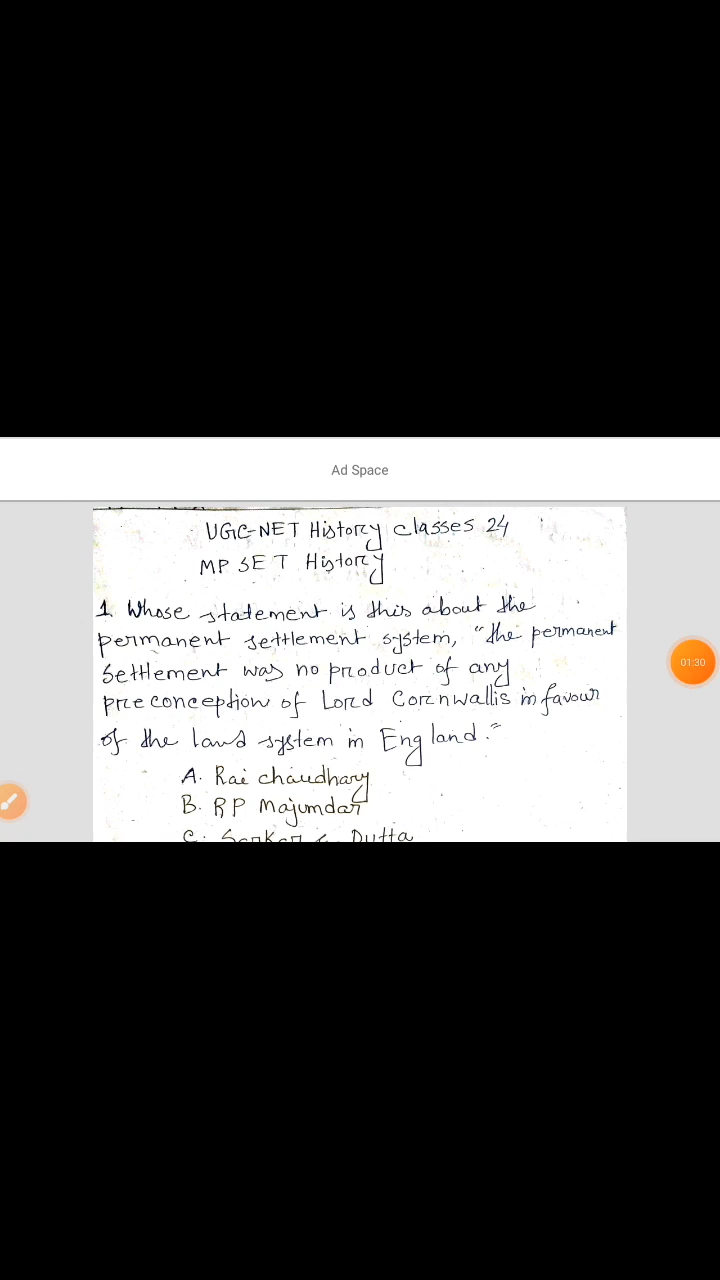 Ad Space
UGC-NET History classes 24
MP SET History
1. Whose statement is this about the
permanent settlement system, "the permanent
Settlement was no product of any
preconception of Lord Cornwallis in favour
of the land system in England."
A. Rai chaudhary
B. RP Majumdar
C. Sarkar & Dutta
01:30